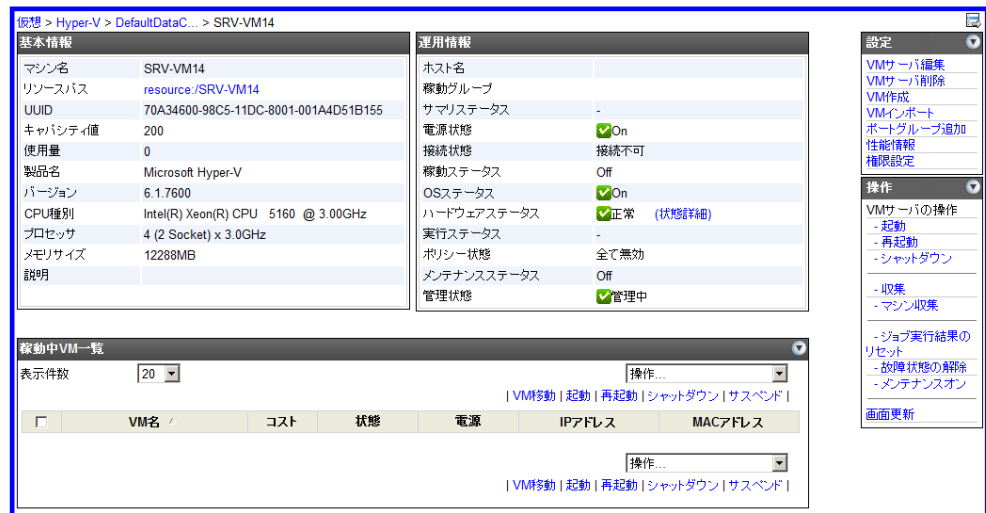 仮想 > Hyper-V > DefaultDataC... > SRV-VM14
基本情報
マシン名 SRV-VM14
リソースパス resource:/SRV-VM14
UUID 70A34600-98C5-11DC-8001-001A4D51B155
キャパシティ値 200
使用量 0
製品名 Microsoft Hyper-V
バージョン 6.1.7600
CPU種別 Intel(R) Xeon(R) CPU 5160 @ 3.00GHz
プロセッサ 4 (2 Socket) x 3.0GHz
メモリサイズ 12288MB
説明
運用情報
ホスト名
稼動グループ
サマリステータス -
電源状態 On
接続状態 接続不可
稼動ステータス Off
OSステータス On
ハードウェアステータス 正常 (状態詳細)
実行ステータス -
ポリシー状態 全て無効
メンテナンスステータス Off
管理状態 管理中
稼動中VM一覧
表示件数 20 操作...
| VM移動 | 起動 | 再起動 | シャットダウン | サスペンド |
VM名 コスト 状態 電源 IPアドレス MACアドレス
操作...
| VM移動 | 起動 | 再起動 | シャットダウン | サスペンド |
設定
VMサーバ編集
VMサーバ削除
VM作成
VMインポート
ポートグループ追加
性能情報
権限設定
操作
VMサーバの操作
- 起動
- 再起動
- シャットダウン
- 収集
- マシン収集
- ジョブ実行結果の
リセット
- 故障状態の解除
- メンテナンスオン
画面更新